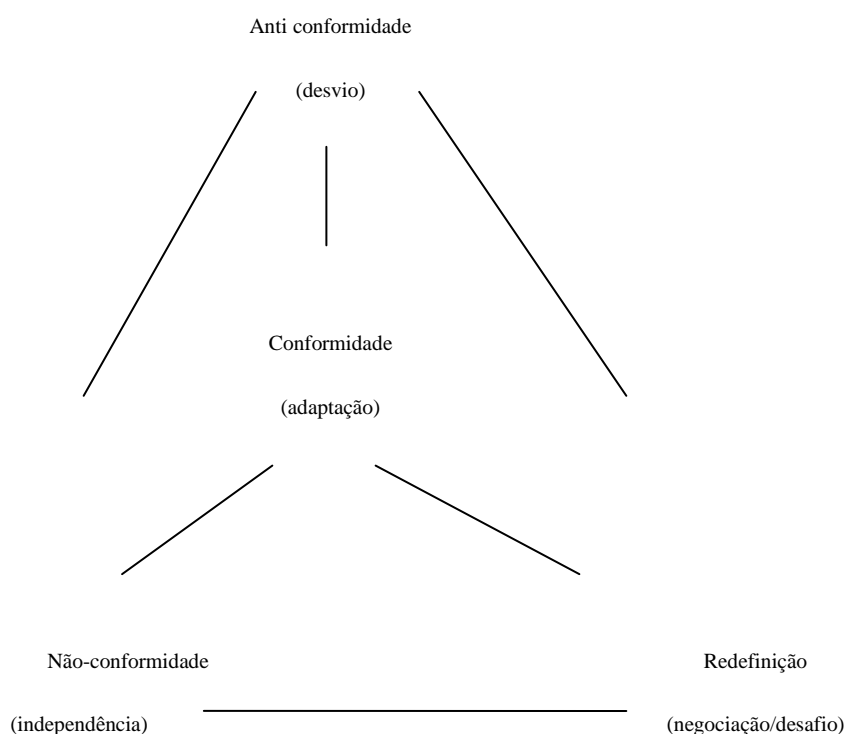 Anti conformidade
(desvio)
Conformidade
(adaptação)
Não-conformidade
Redefinição
(independência)
(negociação/desafio)